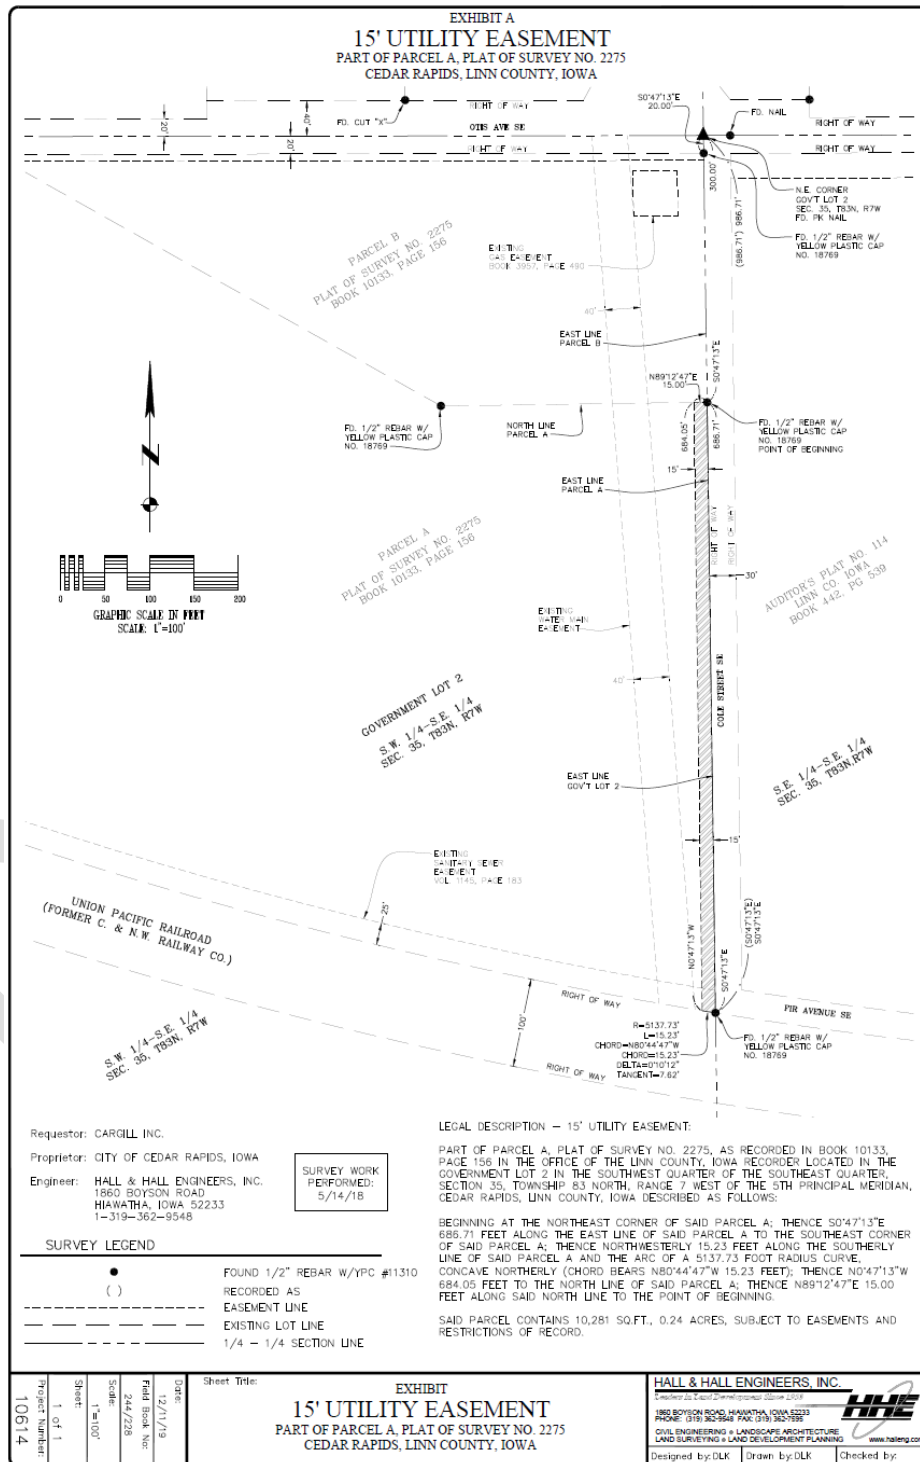 EXHIBIT A
15' UTILITY EASEMENT
PART OF PARCEL A, PLAT OF SURVEY NO. 2275
CEDAR RAPIDS, LINN COUNTY, IOWA
S0°47'13"E
20.00'
RIGHT OF WAY
FD. CUT "X"
40'
20'
OTIS AVE SE
20'
RIGHT OF WAY
FD. NAIL
RIGHT OF WAY
RIGHT OF WAY
300.00'
(986.71') 986.71'
N.E. CORNER
GOV'T LOT 2
SEC. 35, T83N, R7W
FD. PK NAIL
FD. 1/2" REBAR W/
YELLOW PLASTIC CAP
NO. 18769
PARCEL B
PLAT OF SURVEY NO. 2275
BOOK 10133, PAGE 156
EXISTING
GAS EASEMENT
BOOK 3957, PAGE 490
40'
EAST LINE
PARCEL B
S0°47'13"E
N89°12'47"E
15.00'
FD. 1/2" REBAR W/
YELLOW PLASTIC CAP
NO. 18769
NORTH LINE
PARCEL A
684.05'
686.71'
FD. 1/2" REBAR W/
YELLOW PLASTIC CAP
NO. 18769
POINT OF BEGINNING
15'
EAST LINE
PARCEL A
N
PARCEL A
PLAT OF SURVEY NO. 2275
BOOK 10133, PAGE 156
RIGHT OF WAY
RIGHT OF WAY
30'
AUDITOR'S PLAT NO. 114
LINN CO. IOWA
BOOK 442, PG 539
0 50 100 150 200
GRAPHIC SCALE IN FEET
SCALE: 1"=100'
EXISTING
WATER MAIN
EASEMENT
40'
COLE STREET SE
GOVERNMENT LOT 2
S.W. 1/4-S.E. 1/4
SEC. 35, T83N, R7W
S.E. 1/4-S.E. 1/4
SEC. 35, T83N,R7W
EAST LINE
GOV'T LOT 2
15'
EXISTING
SANITARY SEWER
EASEMENT
VOL. 1145, PAGE 183
25'
UNION PACIFIC RAILROAD
(FORMER C. & N.W. RAILWAY CO.)
N0°47'13"W
S0°47'13"E
(S0°47'13"E)
S0°47'13"E
RIGHT OF WAY
100'
RIGHT OF WAY
FIR AVENUE SE
S.W. 1/4-S.E. 1/4
SEC. 35, T83N, R7W
R=5137.73'
L=15.23'
CHORD=N80°44'47"W
CHORD=15.23'
DELTA=0°10'12"
TANGENT=7.62'
FD. 1/2" REBAR W/
YELLOW PLASTIC CAP
NO. 18769
Requestor: CARGILL INC.
Proprietor: CITY OF CEDAR RAPIDS, IOWA
Engineer: HALL & HALL ENGINEERS, INC.
1860 BOYSON ROAD
HIAWATHA, IOWA 52233
1-319-362-9548
SURVEY WORK
PERFORMED:
5/14/18
SURVEY LEGEND
FOUND 1/2" REBAR W/YPC #11310
( ) RECORDED AS
EASEMENT LINE
EXISTING LOT LINE
1/4 - 1/4 SECTION LINE
LEGAL DESCRIPTION - 15' UTILITY EASEMENT:
PART OF PARCEL A, PLAT OF SURVEY NO. 2275, AS RECORDED IN BOOK 10133,
PAGE 156 IN THE OFFICE OF THE LINN COUNTY, IOWA RECORDER LOCATED IN THE
GOVERNMENT LOT 2 IN THE SOUTHWEST QUARTER OF THE SOUTHEAST QUARTER,
SECTION 35, TOWNSHIP 83 NORTH, RANGE 7 WEST OF THE 5TH PRINCIPAL MERIDIAN,
CEDAR RAPIDS, LINN COUNTY, IOWA DESCRIBED AS FOLLOWS:
BEGINNING AT THE NORTHEAST CORNER OF SAID PARCEL A; THENCE S0°47'13"E
686.71 FEET ALONG THE EAST LINE OF SAID PARCEL A TO THE SOUTHEAST CORNER
OF SAID PARCEL A; THENCE NORTHWESTERLY 15.23 FEET ALONG THE SOUTHERLY
LINE OF SAID PARCEL A AND THE ARC OF A 5137.73 FOOT RADIUS CURVE,
CONCAVE NORTHERLY (CHORD BEARS N80°44'47"W 15.23 FEET); THENCE N0°47'13"W
684.05 FEET TO THE NORTH LINE OF SAID PARCEL A; THENCE N89°12'47"E 15.00
FEET ALONG SAID NORTH LINE TO THE POINT OF BEGINNING.
SAID PARCEL CONTAINS 10,281 SQ.FT., 0.24 ACRES, SUBJECT TO EASEMENTS AND
RESTRICTIONS OF RECORD.
Project Number:
10614
Sheet:
1 of 1
Scale:
1"=100'
Field Book No:
244/228
Date:
12/11/19
Sheet Title:
EXHIBIT
15' UTILITY EASEMENT
PART OF PARCEL A, PLAT OF SURVEY NO. 2275
CEDAR RAPIDS, LINN COUNTY, IOWA
HALL & HALL ENGINEERS, INC.
Leaders in Land Development Since 1953
1860 BOYSON ROAD, HIAWATHA, IOWA 52233
PHONE: (319) 362-9548 FAX: (319) 362-7595
CIVIL ENGINEERING LANDSCAPE ARCHITECTURE
LAND SURVEYING LAND DEVELOPMENT PLANNING
HHE
www.halleng.com
Designed by: DLK Drawn by: DLK Checked by: